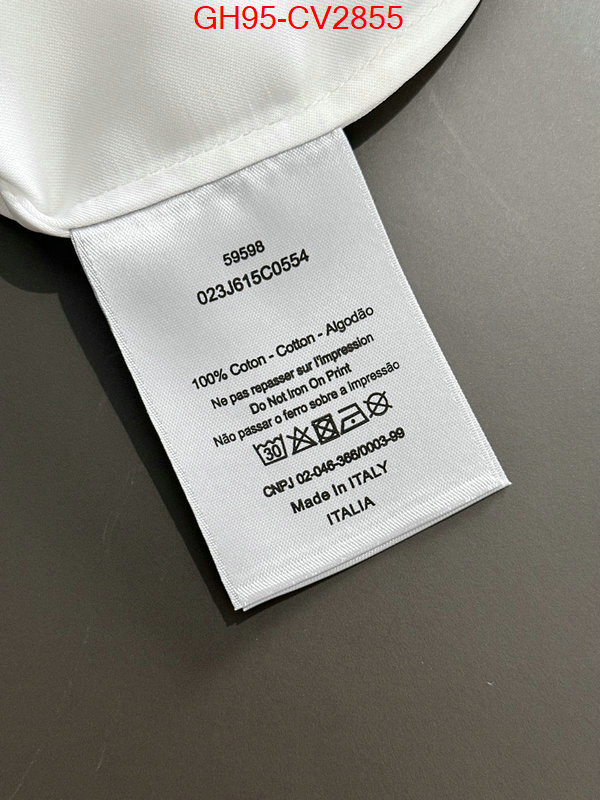 GH95-CV2855
59598
023J615C0554
100% Coton - Cotton - Algodão
Ne pas repasser sur l'impression
Do Not Iron On Print
Não passar o ferro sobre a Impressão
30
CNPJ 02-046-366/0003-99
Made In ITALY
ITALIA